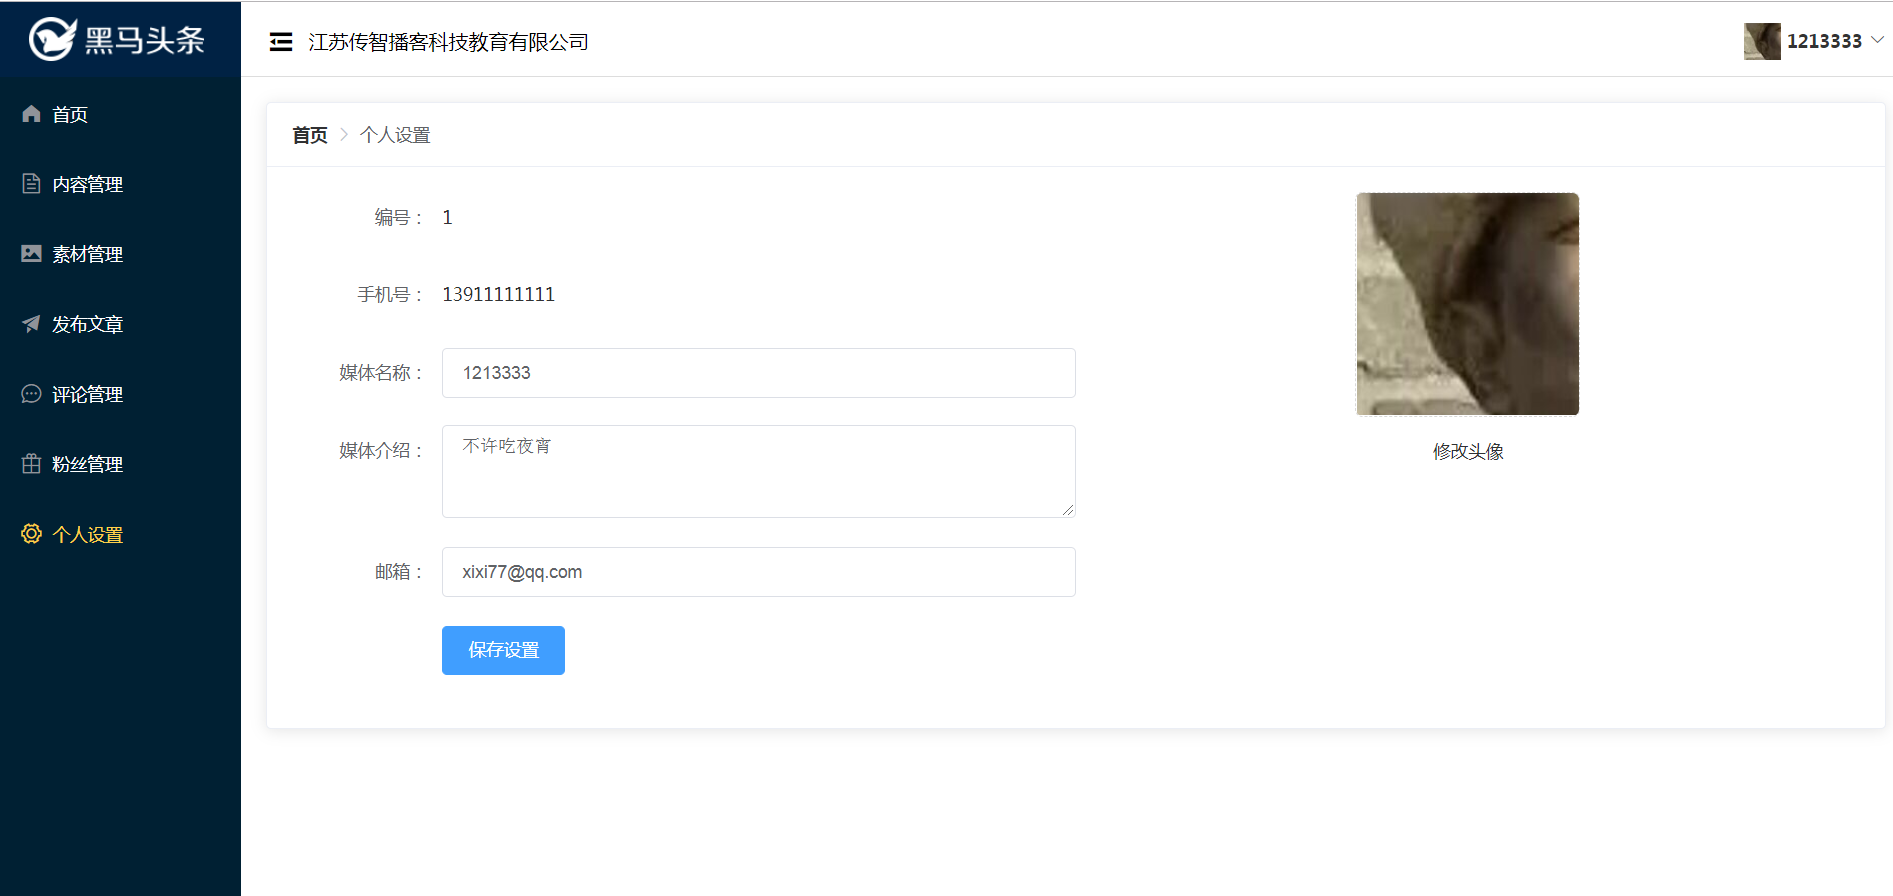 黑马头条
江苏传智播客科技教育有限公司
1213333
首页
内容管理
素材管理
发布文章
评论管理
粉丝管理
个人设置
首页 > 个人设置
编号： 1
手机号： 13911111111
媒体名称： 1213333
媒体介绍： 不许吃夜宵
邮箱： xixi77@qq.com
保存设置
修改头像